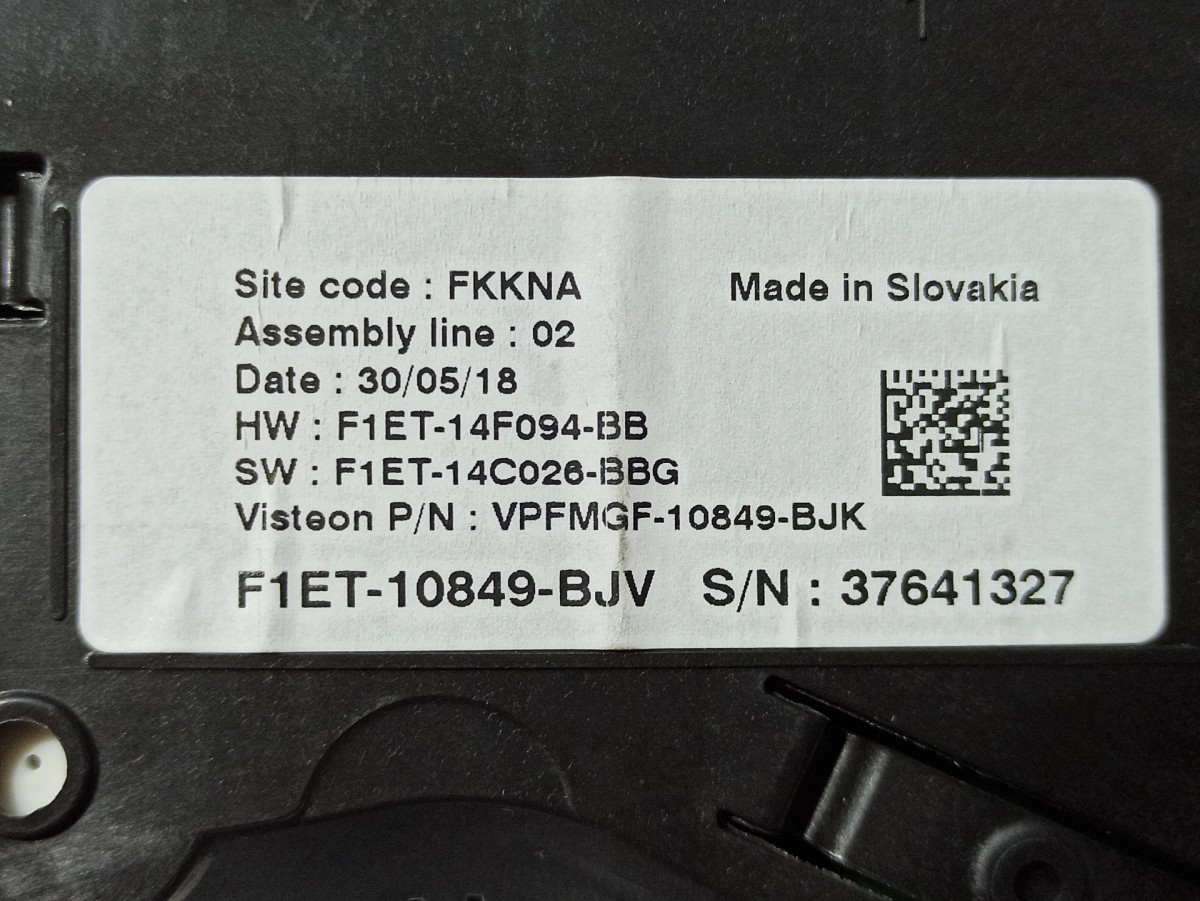 Site code : FKKNA
Made in Slovakia
Assembly line : 02
Date : 30/05/18
HW : F1ET-14F094-BB
SW : F1ET-14C026-BBG
Visteon P/N : VPFMGF-10849-BJK
F1ET-10849-BJV S/N : 37641327